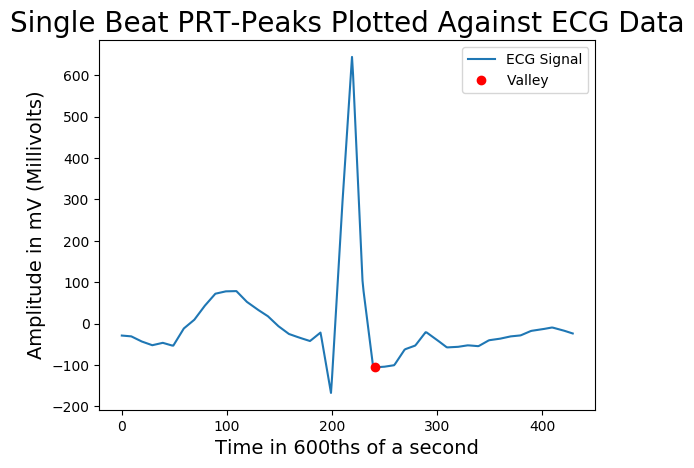 Single Beat PRT-Peaks Plotted Against ECG Data
ECG Signal
Valley
Amplitude in mV (Millivolts)
600
500
400
300
200
100
0
−100
−200
0 100 200 300 400
Time in 600ths of a second